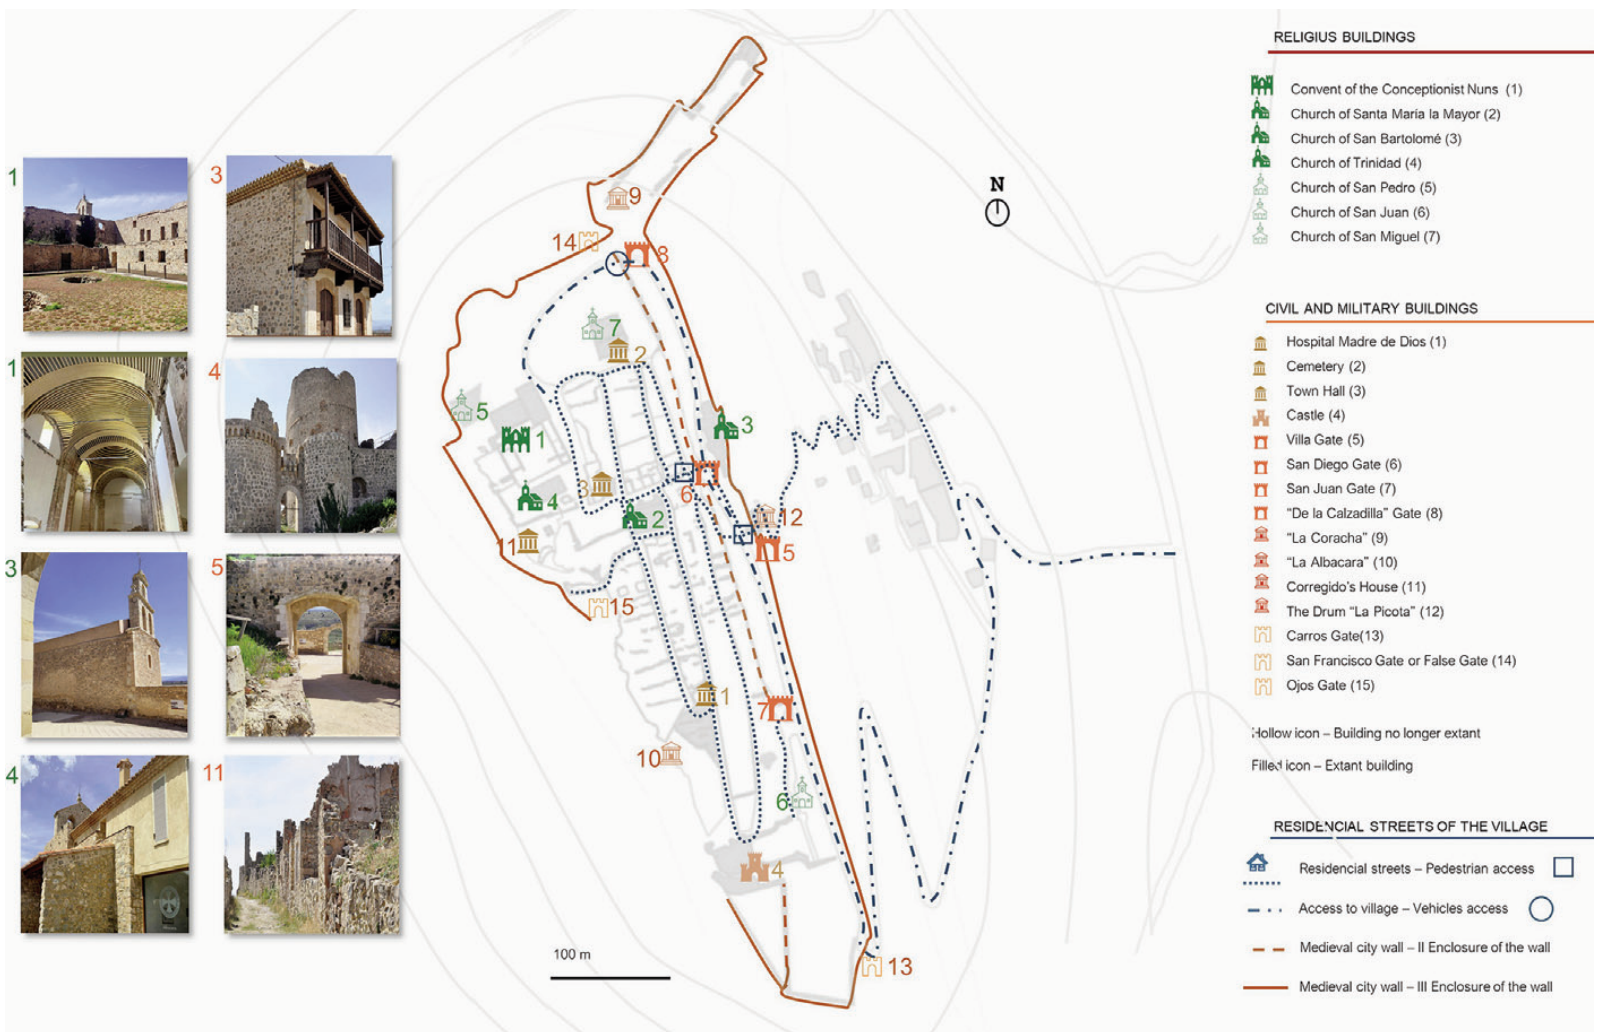 1
3
1
4
3
5
4
11
N
9
14
8
7
2
5
1
3
3
6
4
2
12
11
5
15
1
7
10
6
4
13
100 m
RELIGIUS BUILDINGS
Convent of the Conceptionist Nuns (1)
Church of Santa María la Mayor (2)
Church of San Bartolomé (3)
Church of Trinidad (4)
Church of San Pedro (5)
Church of San Juan (6)
Church of San Miguel (7)
CIVIL AND MILITARY BUILDINGS
Hospital Madre de Dios (1)
Cemetery (2)
Town Hall (3)
Castle (4)
Villa Gate (5)
San Diego Gate (6)
San Juan Gate (7)
"De la Calzadilla" Gate (8)
"La Coracha" (9)
"La Albacara" (10)
Corregido's House (11)
The Drum "La Picota" (12)
Carros Gate(13)
San Francisco Gate or False Gate (14)
Ojos Gate (15)
Hollow icon – Building no longer extant
Filled icon – Extant building
RESIDENCIAL STREETS OF THE VILLAGE
Residencial streets – Pedestrian access
Access to village – Vehicles access
Medieval city wall – II Enclosure of the wall
Medieval city wall – III Enclosure of the wall